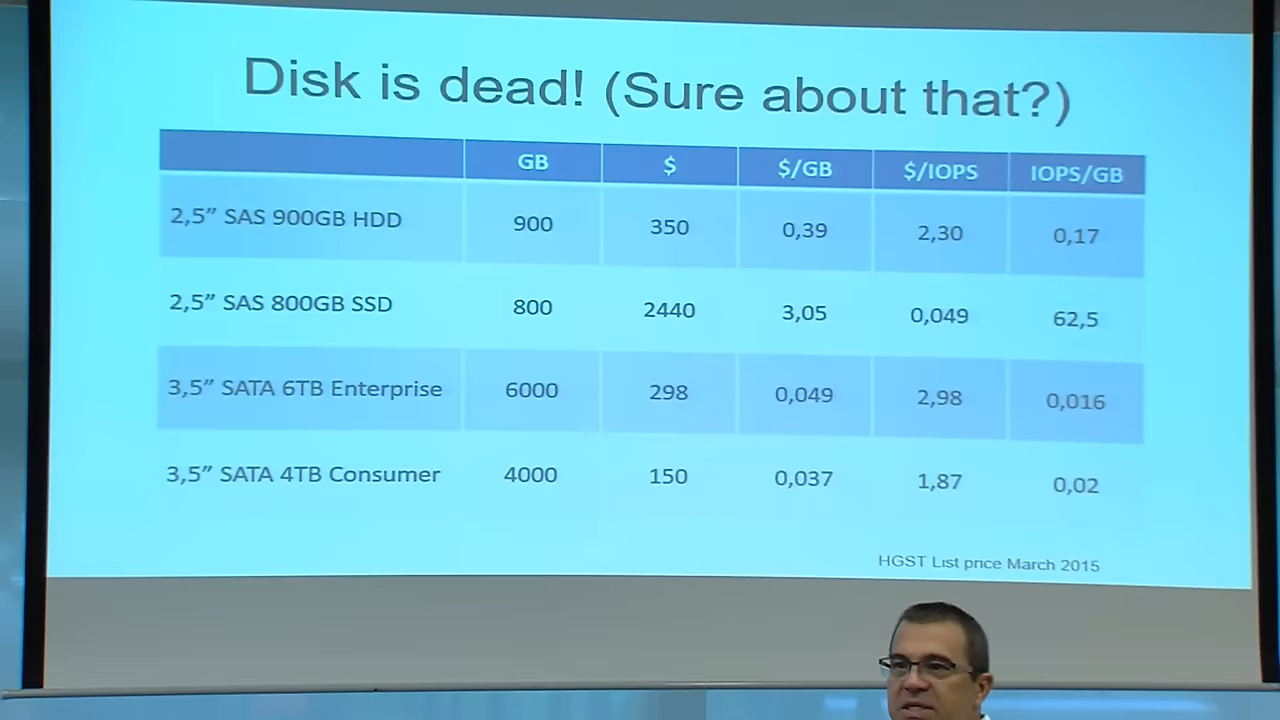 Disk is dead! (Sure about that?)
GB $ $/GB $/IOPS IOPS/GB
2,5” SAS 900GB HDD 900 350 0,39 2,30 0,17
2,5” SAS 800GB SSD 800 2440 3,05 0,049 62,5
3,5” SATA 6TB Enterprise 6000 298 0,049 2,98 0,016
3,5” SATA 4TB Consumer 4000 150 0,037 1,87 0,02
HGST List price March 2015